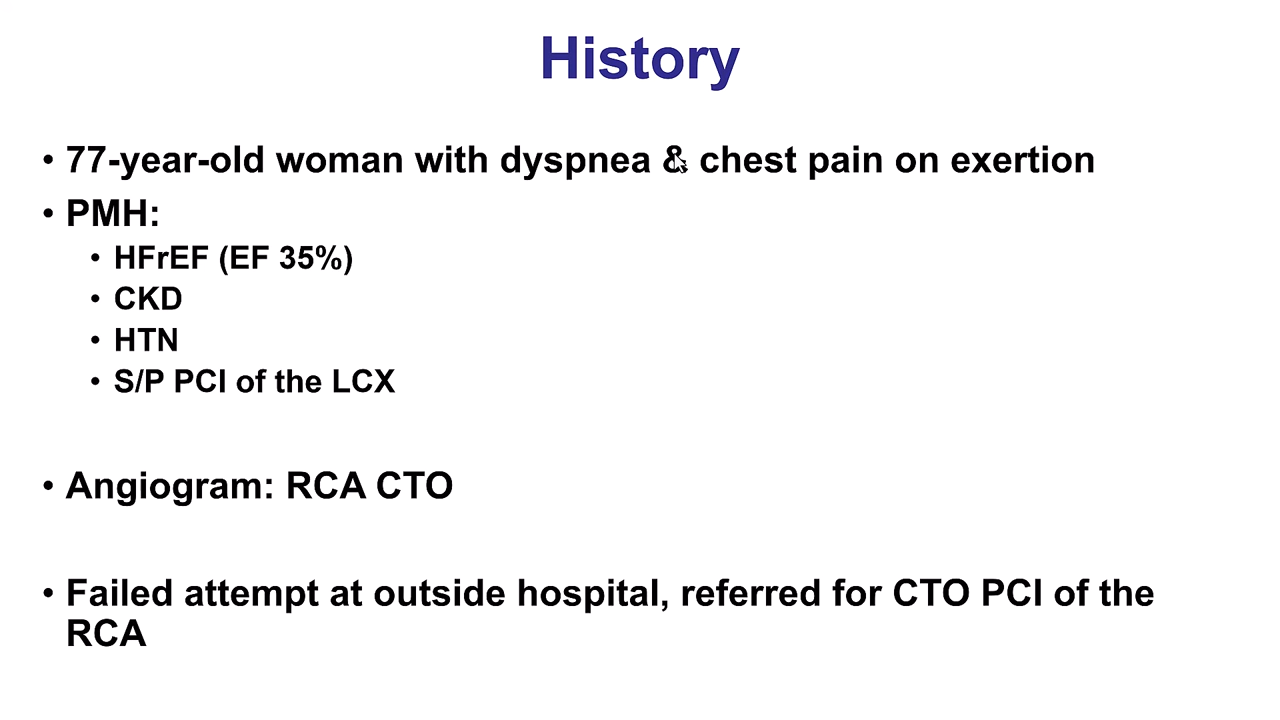 History
• 77-year-old woman with dyspnea & chest pain on exertion
• PMH:
• HFrEF (EF 35%)
• CKD
• HTN
• S/P PCI of the LCX
• Angiogram: RCA CTO
• Failed attempt at outside hospital, referred for CTO PCI of the
RCA